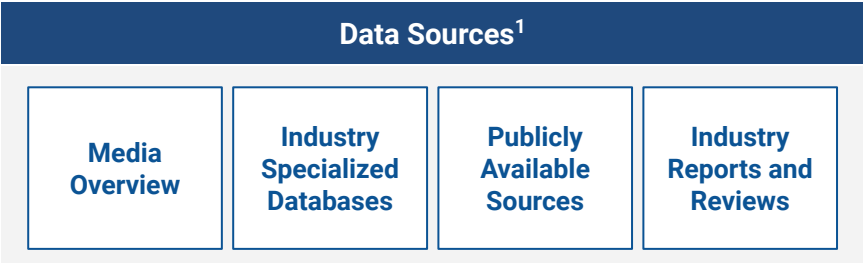 Data Sources1
Media
Overview
Industry
Specialized
Databases
Publicly
Available
Sources
Industry
Reports and
Reviews